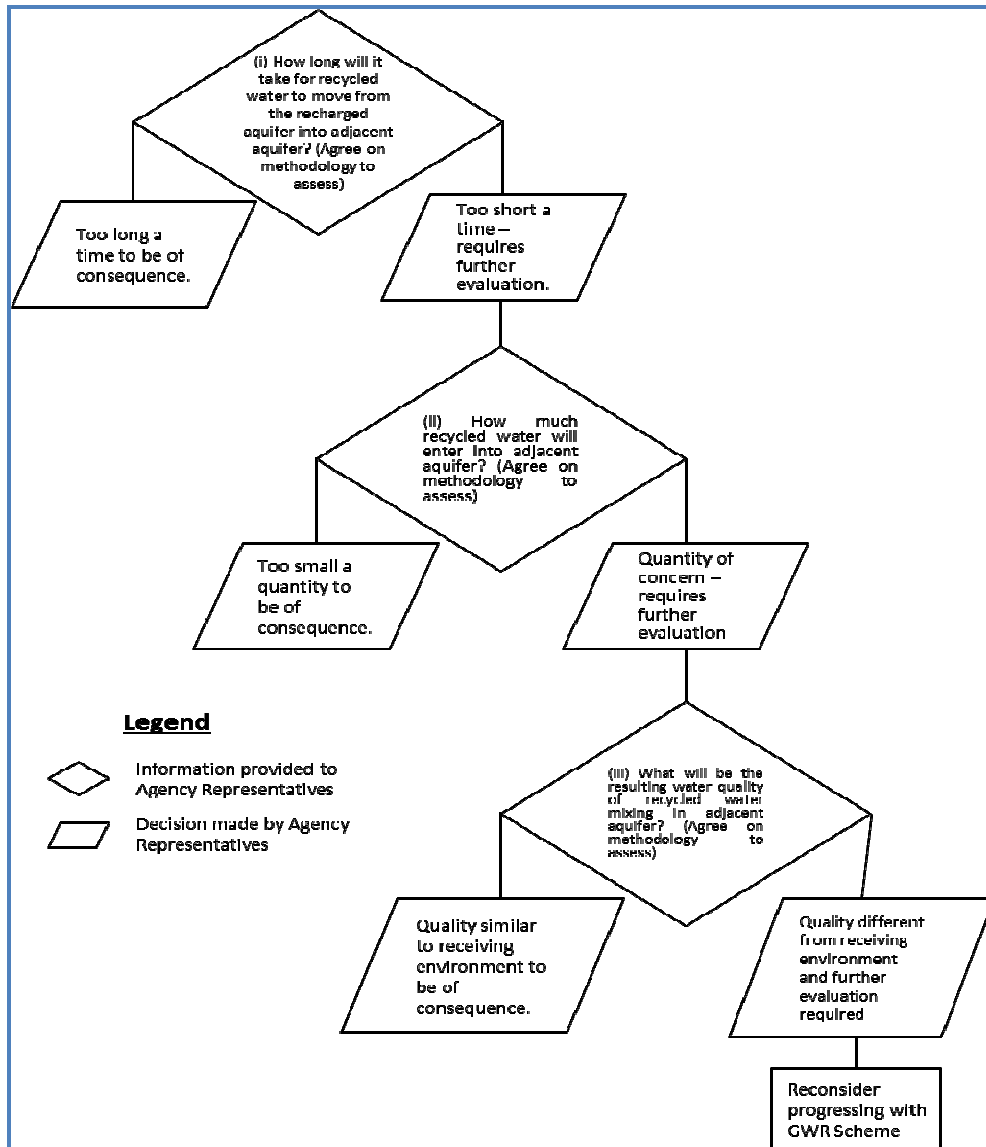 (i) How long will it
take for recycled
water to move from
the recharged
aquifer into adjacent
aquifer? (Agree on
methodology to
assess)
Too long a
time to be of
consequence.
Too short a
time –
requires
further
evaluation.
(ii) How much
recycled water will
enter into adjacent
aquifer? (Agree on
methodology to
assess)
Too small a
quantity to
be of
consequence.
Quantity of
concern –
requires
further
evaluation
Legend
Information provided to
Agency Representatives
Decision made by Agency
Representatives
(iii) What will be the
resulting water quality
of recycled water
mixing in adjacent
aquifer? (Agree on
methodology to
assess)
Quality similar
to receiving
environment to
be of
consequence.
Quality different
from receiving
environment
and further
evaluation
required
Reconsider
progressing with
GWR Scheme